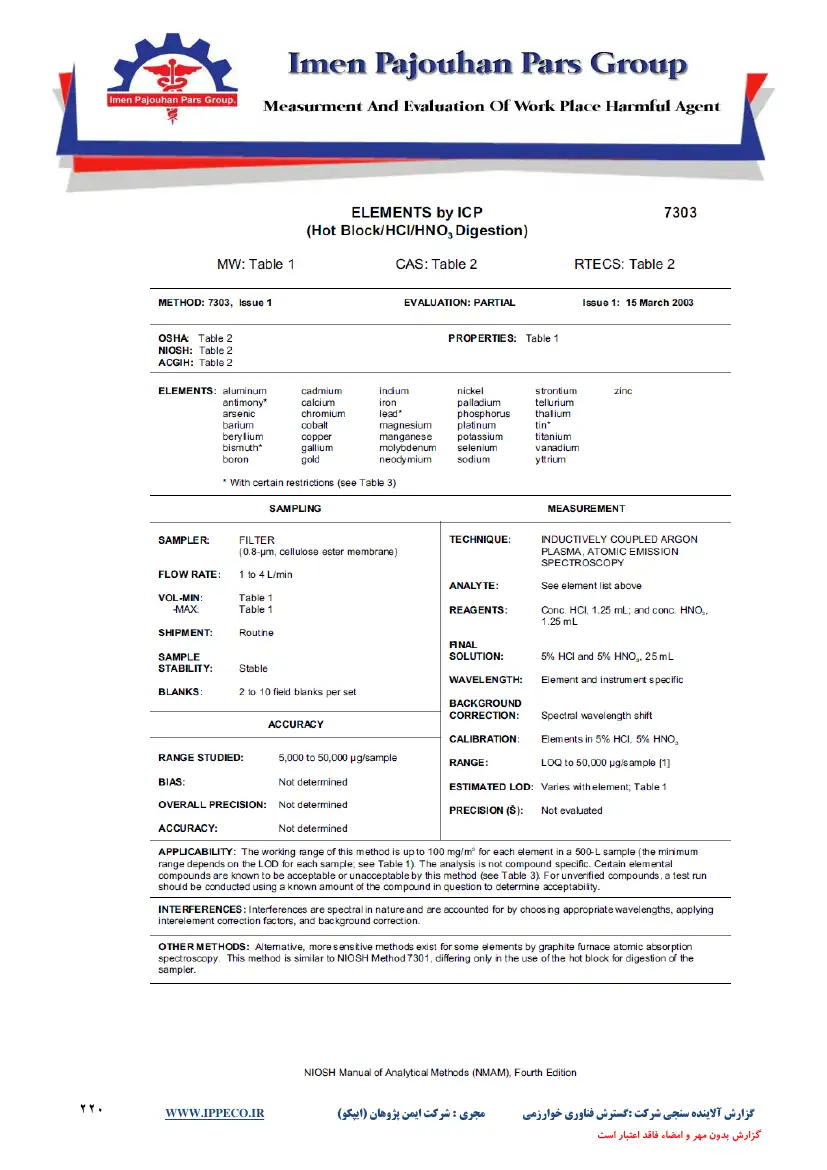 Imen Pajouhan Pars Group
Imen Pajouhan Pars Group.
Measurment And Evaluation Of Work Place Harmful Agent
ELEMENTS by ICP 7303
(Hot Block/HCl/HNO3 Digestion)
MW: Table 1 CAS: Table 2 RTECS: Table 2
METHOD: 7303, Issue 1 EVALUATION: PARTIAL Issue 1: 15 March 2003
OSHA: Table 2 PROPERTIES: Table 1
NIOSH: Table 2
ACGIH: Table 2
ELEMENTS: aluminum cadmium indium nickel strontium zinc
antimony* calcium iron palladium tellurium
arsenic chromium lead* phosphorus thallium
barium cobalt magnesium platinum tin*
beryllium copper manganese potassium titanium
bismuth* gallium molybdenum selenium vanadium
boron gold neodymium sodium yttrium
* With certain restrictions (see Table 3)
SAMPLING
SAMPLER: FILTER
(0.8-µm, cellulose ester membrane)
FLOW RATE: 1 to 4 L/min
VOL-MIN: Table 1
-MAX: Table 1
SHIPMENT: Routine
SAMPLE
STABILITY: Stable
BLANKS: 2 to 10 field blanks per set
ACCURACY
RANGE STUDIED: 5,000 to 50,000 µg/sample
BIAS: Not determined
OVERALL PRECISION: Not determined
ACCURACY: Not determined
MEASUREMENT
TECHNIQUE: INDUCTIVELY COUPLED ARGON
PLASMA, ATOMIC EMISSION
SPECTROSCOPY
ANALYTE: See element list above
REAGENTS: Conc. HCl, 1.25 mL; and conc. HNO3,
1.25 mL
FINAL
SOLUTION: 5% HCl and 5% HNO3, 25 mL
WAVELENGTH: Element and instrument specific
BACKGROUND
CORRECTION: Spectral wavelength shift
CALIBRATION: Elements in 5% HCl, 5% HNO3
RANGE: LOQ to 50,000 µg/sample [1]
ESTIMATED LOD: Varies with element; Table 1
PRECISION (S̄): Not evaluated
APPLICABILITY: The working range of this method is up to 100 mg/m³ for each element in a 500-L sample (the minimum
range depends on the LOD for each sample; see Table 1). The analysis is not compound specific. Certain elemental
compounds are known to be acceptable or unacceptable by this method (see Table 3). For unverified compounds, a test run
should be conducted using a known amount of the compound in question to determine acceptability.
INTERFERENCES: Interferences are spectral in nature and are accounted for by choosing appropriate wavelengths, applying
interelement correction factors, and background correction.
OTHER METHODS: Alternative, more sensitive methods exist for some elements by graphite furnace atomic absorption
spectroscopy. This method is similar to NIOSH Method 7301, differing only in the use of the hot block for digestion of the
sampler.
NIOSH Manual of Analytical Methods (NMAM), Fourth Edition
گزارش آلاینده سنجی شرکت :گسترش فناوری خوارزمی مجری : شرکت ایمن پژوهان (ایپکو) WWW.IPPECO.IR ۲۲۰
گزارش بدون مهر و امضاء فاقد اعتبار است